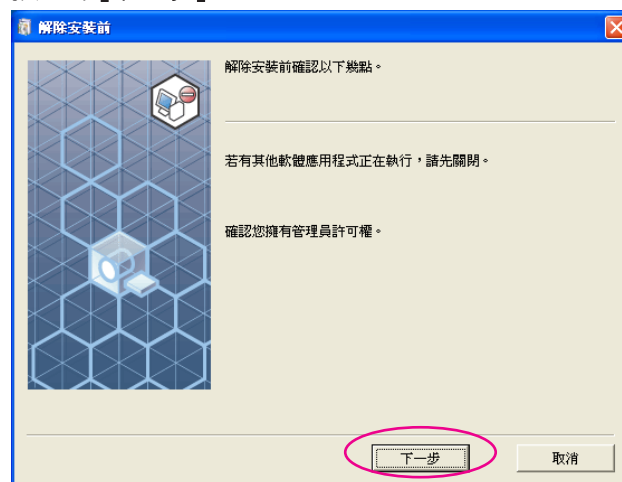 解除安裝前
解除安裝前確認以下幾點。
若有其他軟體應用程式正在執行，請先關閉。
確認您擁有管理員許可權。
下一步
取消